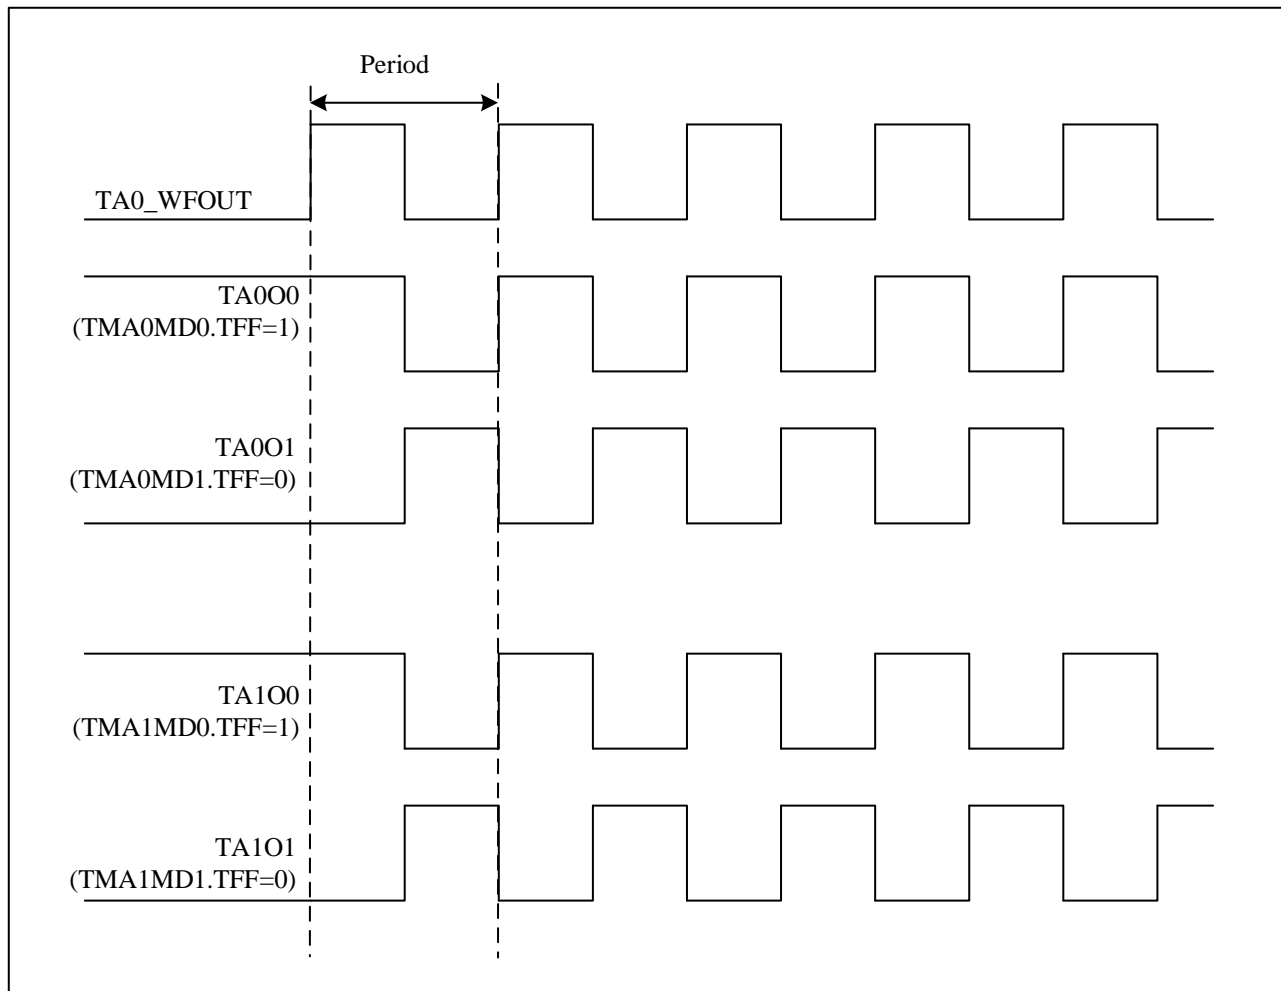 Period
TA0_WFOUT
TA0O0
(TMA0MD0.TFF=1)
TA0O1
(TMA0MD1.TFF=0)
TA1O0
(TMA1MD0.TFF=1)
TA1O1
(TMA1MD1.TFF=0)